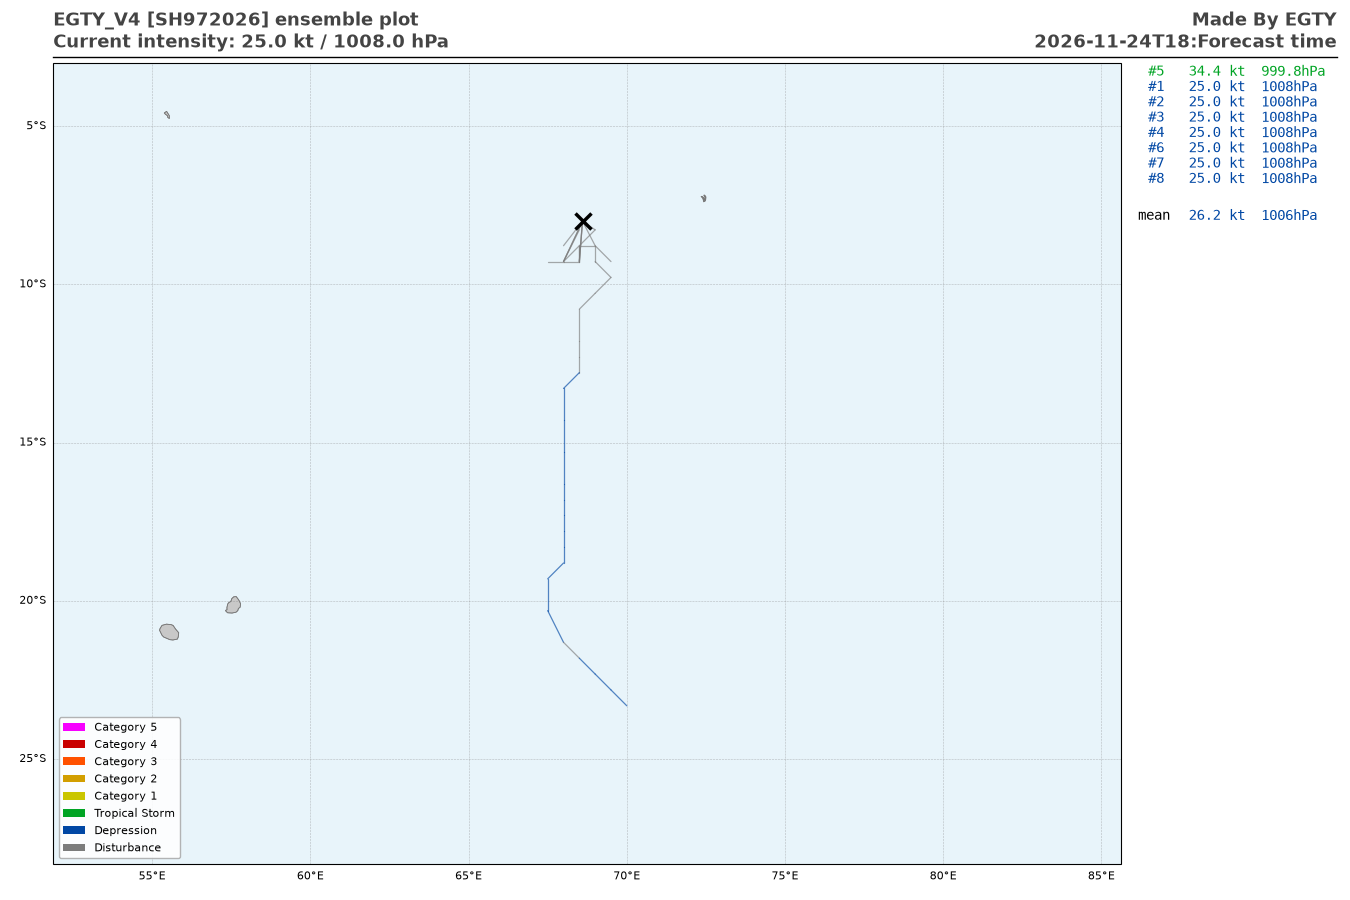 EGTY_V4 [SH972026] ensemble plot
Current intensity: 25.0 kt / 1008.0 hPa
Made By EGTY
2026-11-24T18:Forecast time
#5 34.4 kt 999.8hPa
#1 25.0 kt 1008hPa
#2 25.0 kt 1008hPa
#3 25.0 kt 1008hPa
#4 25.0 kt 1008hPa
#6 25.0 kt 1008hPa
#7 25.0 kt 1008hPa
#8 25.0 kt 1008hPa
mean 26.2 kt 1006hPa
5°S
10°S
15°S
20°S
25°S
Category 5
Category 4
Category 3
Category 2
Category 1
Tropical Storm
Depression
Disturbance
55°E 60°E 65°E 70°E 75°E 80°E 85°E